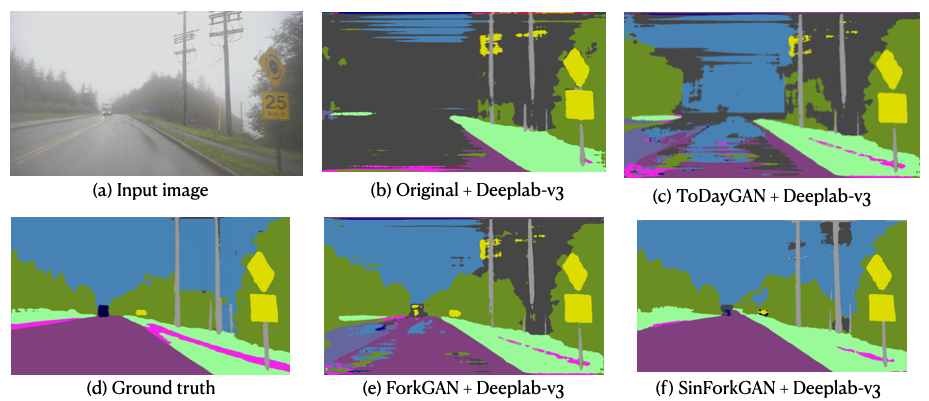 25
(a) Input image
(b) Original + Deeplab-v3
(c) ToDayGAN + Deeplab-v3
(d) Ground truth
(e) ForkGAN + Deeplab-v3
(f) SinForkGAN + Deeplab-v3